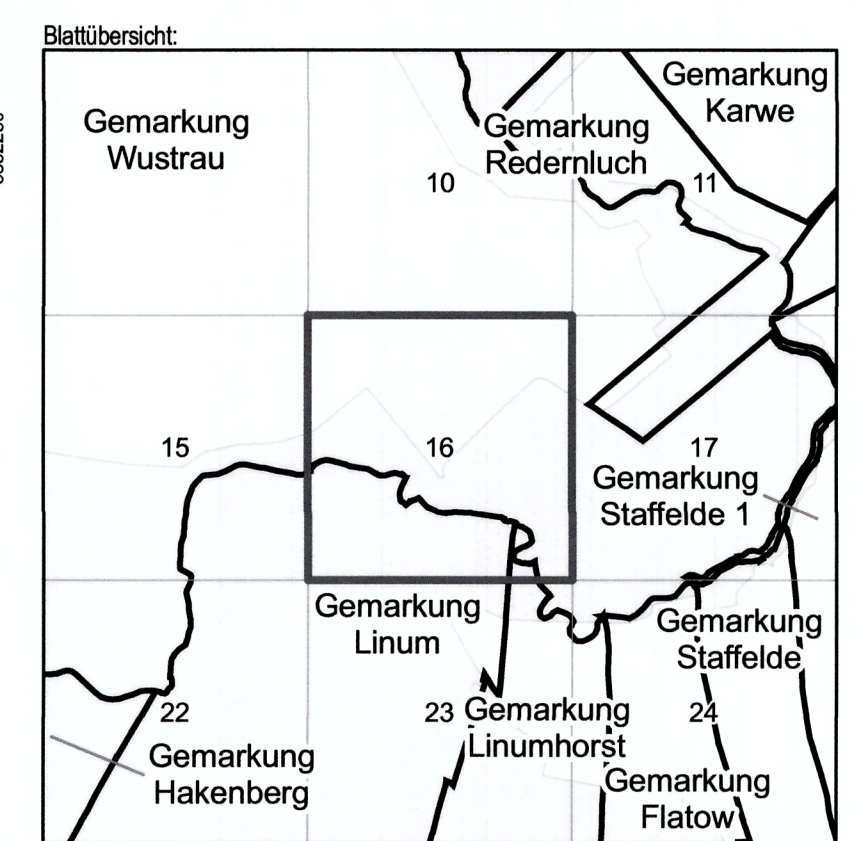 Blattübersicht:
Gemarkung
Karwe
Gemarkung
Wustrau
Gemarkung
Redernluch
10
11
15
16
17
Gemarkung
Staffelde 1
Gemarkung
Linum
Gemarkung
Staffelde
22
23
Gemarkung
Linumhorst
24
Gemarkung
Hakenberg
Gemarkung
Flatow